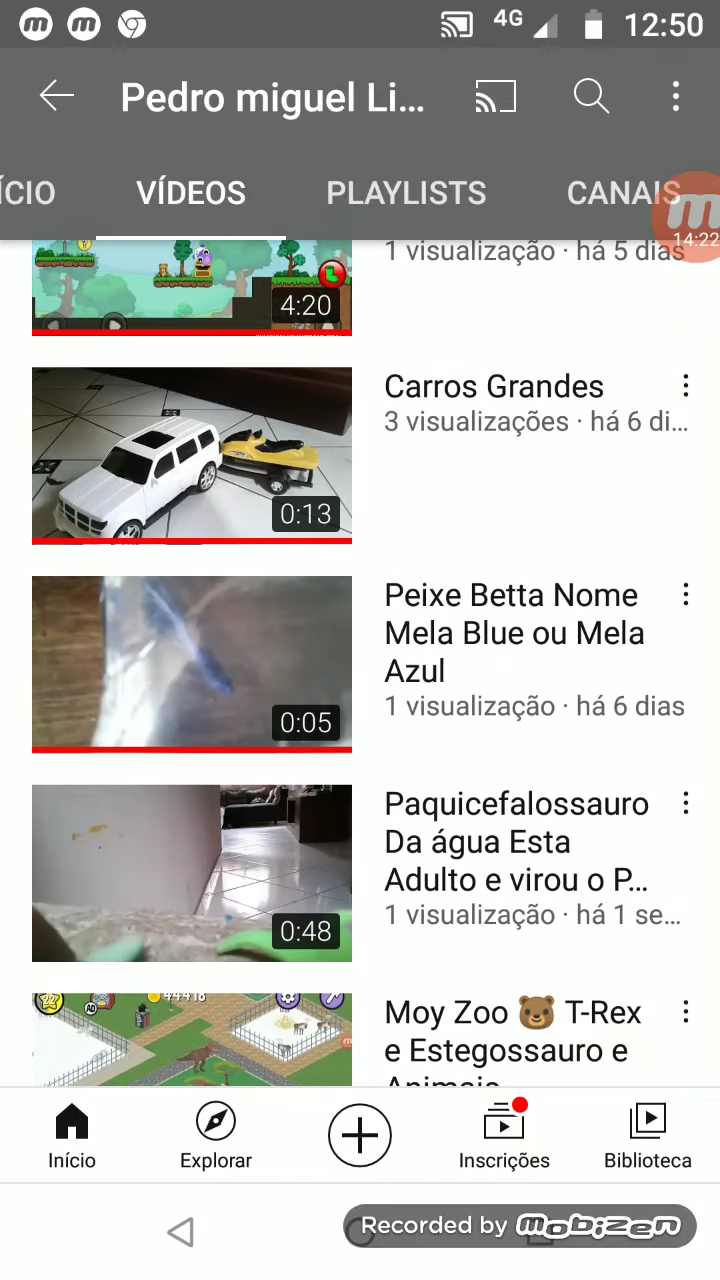 4G 12:50
Pedro miguel Li...
ÍCIO VÍDEOS PLAYLISTS CANAIS
14:22
1 visualização · há 5 dias
4:20
Carros Grandes
3 visualizações · há 6 di...
0:13
Peixe Betta Nome
Mela Blue ou Mela
Azul
1 visualização · há 6 dias
0:05
Paquicefalossauro
Da água Esta
Adulto e virou o P...
1 visualização · há 1 se...
0:48
44418
AD
Moy Zoo 🐻 T-Rex
e Estegossauro e
Animais
Início Explorar Inscrições Biblioteca
Recorded by mobizen